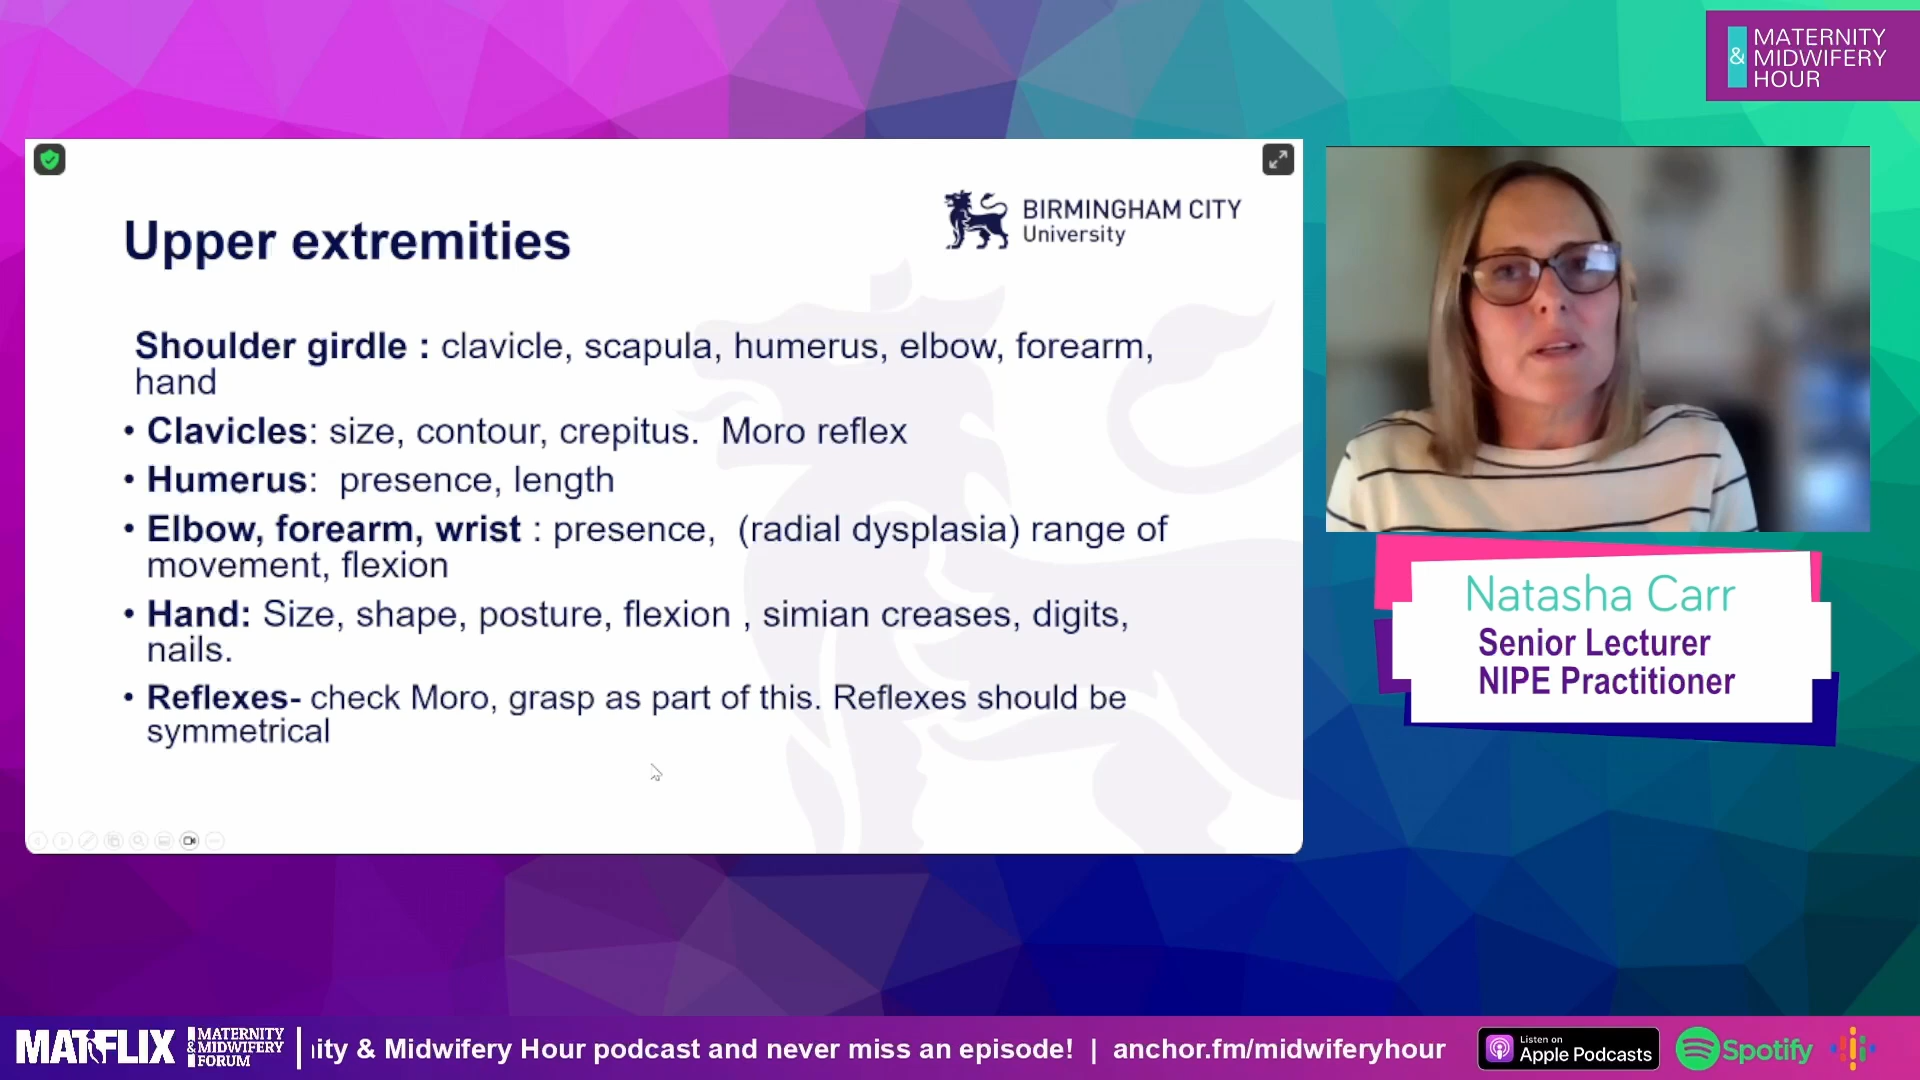 & MATERNITY
MIDWIFERY
HOUR
BIRMINGHAM CITY
University
Upper extremities
Shoulder girdle : clavicle, scapula, humerus, elbow, forearm,
hand
• Clavicles: size, contour, crepitus. Moro reflex
• Humerus: presence, length
• Elbow, forearm, wrist : presence, (radial dysplasia) range of
movement, flexion
• Hand: Size, shape, posture, flexion , simian creases, digits,
nails.
• Reflexes- check Moro, grasp as part of this. Reflexes should be
symmetrical
Natasha Carr
Senior Lecturer
NIPE Practitioner
MATFLIX
MATERNITY
& MIDWIFERY
FORUM
ity & Midwifery Hour podcast and never miss an episode! | anchor.fm/midwiferyhour
Listen on
Apple Podcasts
Spotify